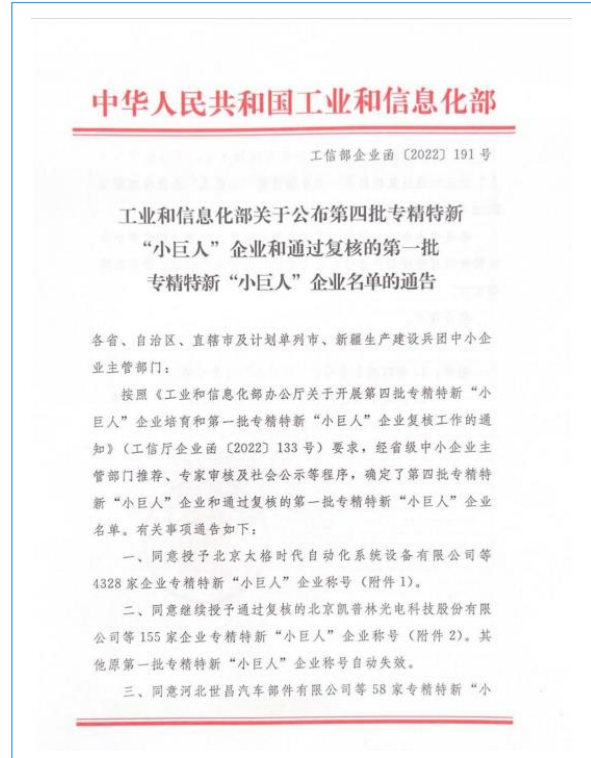 中华人民共和国工业和信息化部
工信部企业函〔2022〕191号
工业和信息化部关于公布第四批专精特新
“小巨人”企业和通过复核的第一批
专精特新“小巨人”企业名单的通告
各省、自治区、直辖市及计划单列市、新疆生产建设兵团中小企
业主管部门：
按照《工业和信息化部办公厅关于开展第四批专精特新“小
巨人”企业培育和第一批专精特新“小巨人”企业复核工作的通
知》（工信厅企业函〔2022〕133号）要求，经省级中小企业主
管部门推荐、专家审核及社会公示等程序，确定了第四批专精特
新“小巨人”企业和通过复核的第一批专精特新“小巨人”企业
名单。有关事项通告如下：
一、同意授予北京太格时代自动化系统设备有限公司等
4328家企业专精特新“小巨人”企业称号（附件1）。
二、同意继续授予通过复核的北京凯普林光电科技股份有限
公司等155家企业专精特新“小巨人”企业称号（附件2）。其
他原第一批专精特新“小巨人”企业称号自动失效。
三、同意河北世昌汽车部件有限公司等58家专精特新“小